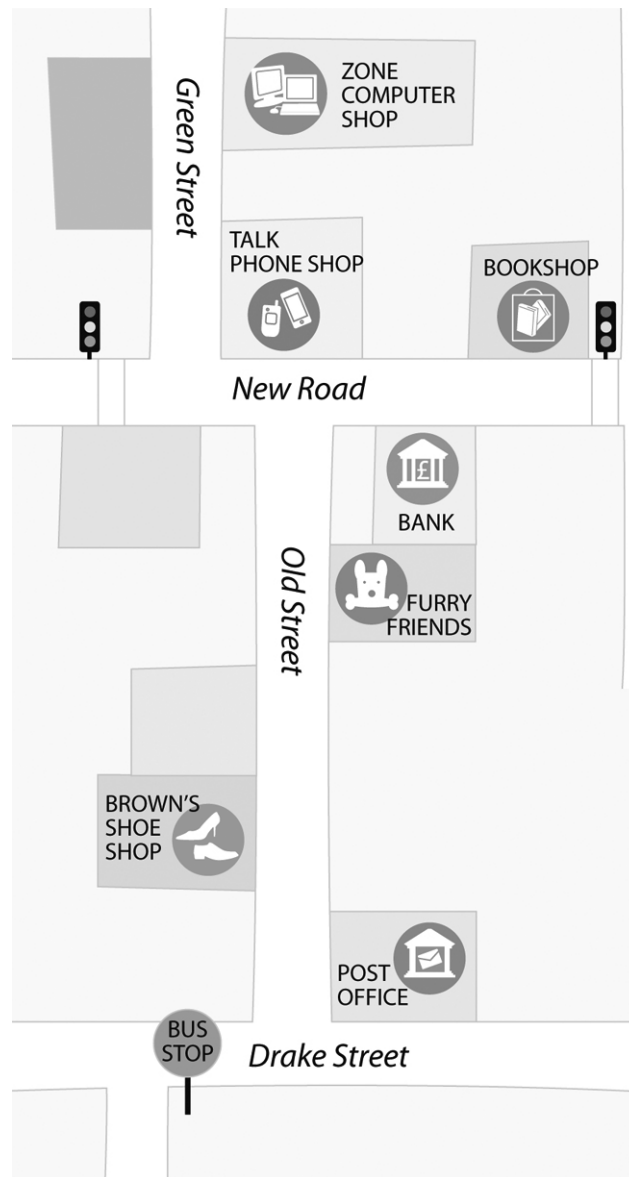 Green Street
ZONE
COMPUTER
SHOP
TALK
PHONE SHOP
BOOKSHOP
New Road
£
BANK
Old Street
FURRY
FRIENDS
BROWN'S
SHOE
SHOP
POST
OFFICE
BUS
STOP
Drake Street